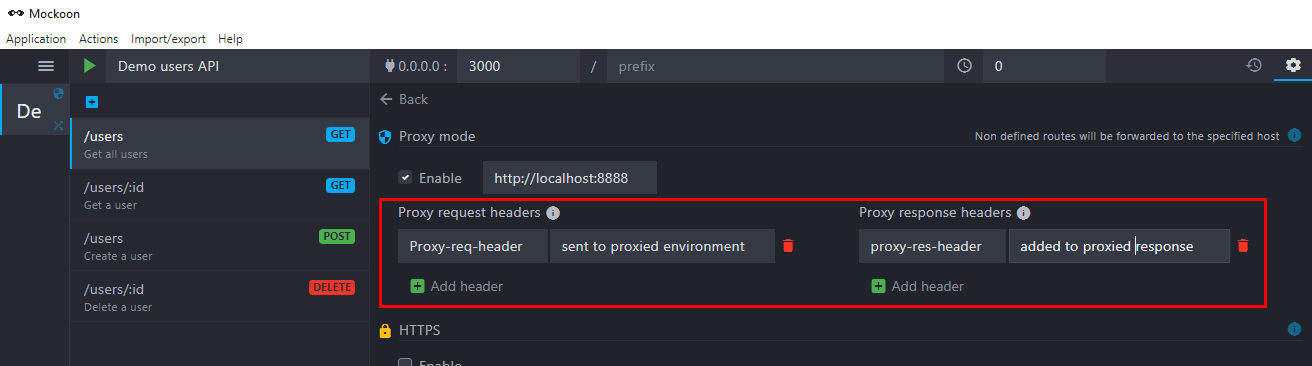 Mockoon
Application Actions Import/export Help
Demo users API 0.0.0.0 : 3000 / prefix 0
De
Back
/users GET
Get all users
/users/:id GET
Get a user
/users POST
Create a user
/users/:id DELETE
Delete a user
Proxy mode Non defined routes will be forwarded to the specified host
Enable http://localhost:8888
Proxy request headers Proxy response headers
Proxy-req-header sent to proxied environment proxy-res-header added to proxied response
Add header Add header
HTTPS
Enable